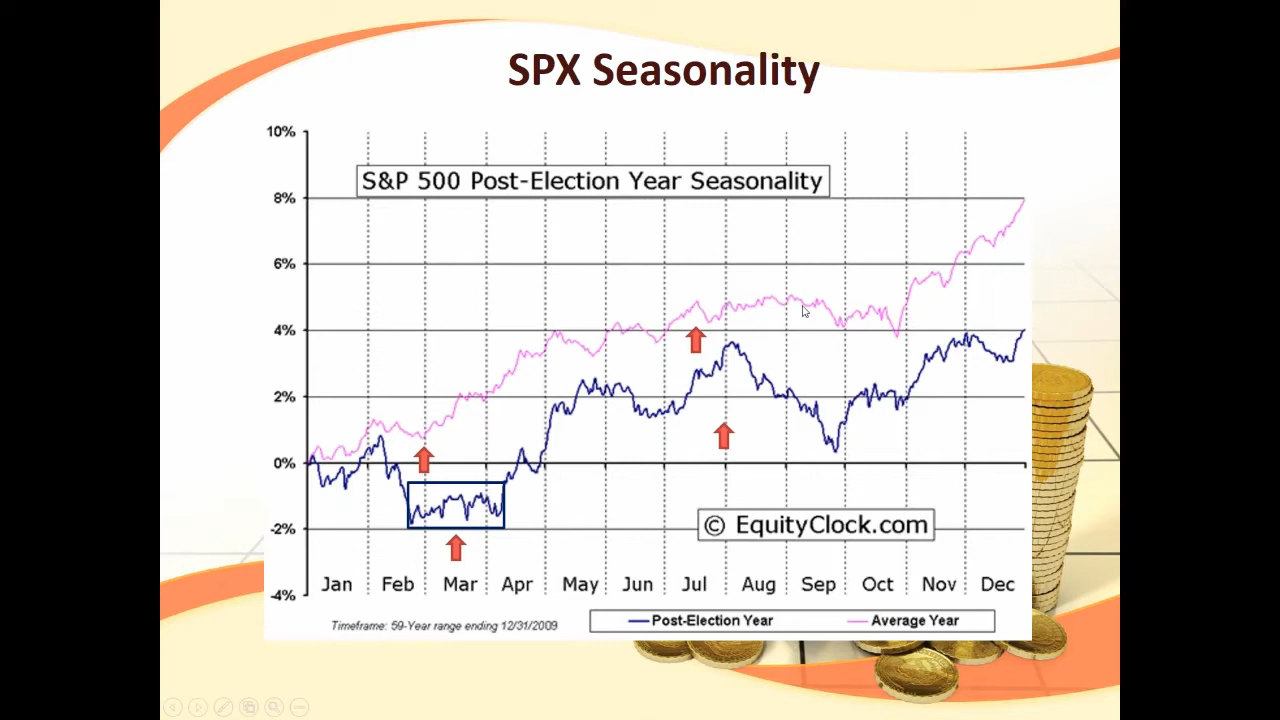 SPX Seasonality
10%
S&P 500 Post-Election Year Seasonality
8%
6%
4%
2%
0%
© EquityClock.com
-2%
Jan Feb Mar Apr May Jun Jul Aug Sep Oct Nov Dec
-4%
Timeframe: 59-Year range ending 12/31/2009
Post-Election Year Average Year